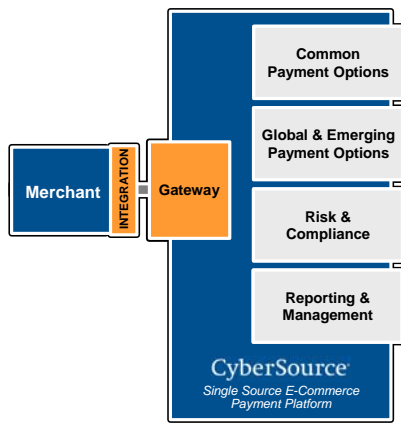 Common
Payment Options
Global & Emerging
Payment Options
Merchant
INTEGRATION
Gateway
Risk &
Compliance
Reporting &
Management
CyberSource
Single Source E-Commerce
Payment Platform